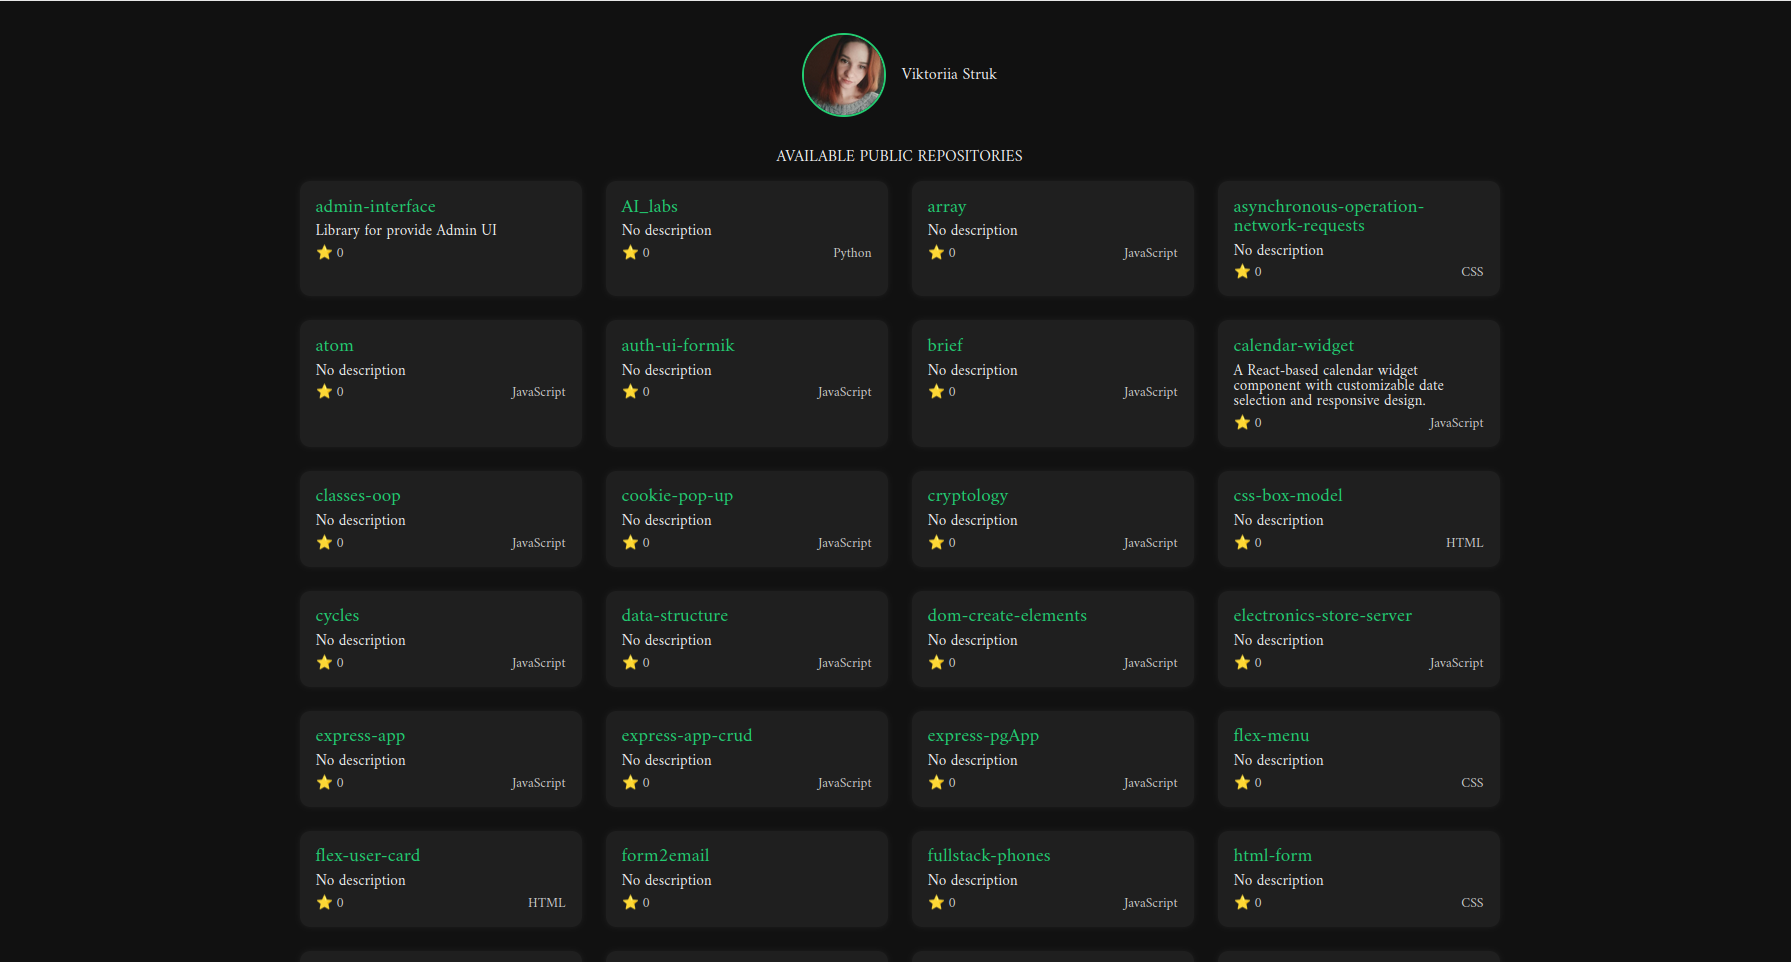 Viktoriia Struk
AVAILABLE PUBLIC REPOSITORIES
admin-interface
Library for provide Admin UI
⭐ 0
AI_labs
No description
⭐ 0 Python
array
No description
⭐ 0 JavaScript
asynchronous-operation-
network-requests
No description
⭐ 0 CSS
atom
No description
⭐ 0 JavaScript
auth-ui-formik
No description
⭐ 0 JavaScript
brief
No description
⭐ 0 JavaScript
calendar-widget
A React-based calendar widget
component with customizable date
selection and responsive design.
⭐ 0 JavaScript
classes-oop
No description
⭐ 0 JavaScript
cookie-pop-up
No description
⭐ 0 JavaScript
cryptology
No description
⭐ 0 JavaScript
css-box-model
No description
⭐ 0 HTML
cycles
No description
⭐ 0 JavaScript
data-structure
No description
⭐ 0 JavaScript
dom-create-elements
No description
⭐ 0 JavaScript
electronics-store-server
No description
⭐ 0 JavaScript
express-app
No description
⭐ 0 JavaScript
express-app-crud
No description
⭐ 0 JavaScript
express-pgApp
No description
⭐ 0 JavaScript
flex-menu
No description
⭐ 0 CSS
flex-user-card
No description
⭐ 0 HTML
form2email
No description
⭐ 0
fullstack-phones
No description
⭐ 0 JavaScript
html-form
No description
⭐ 0 CSS